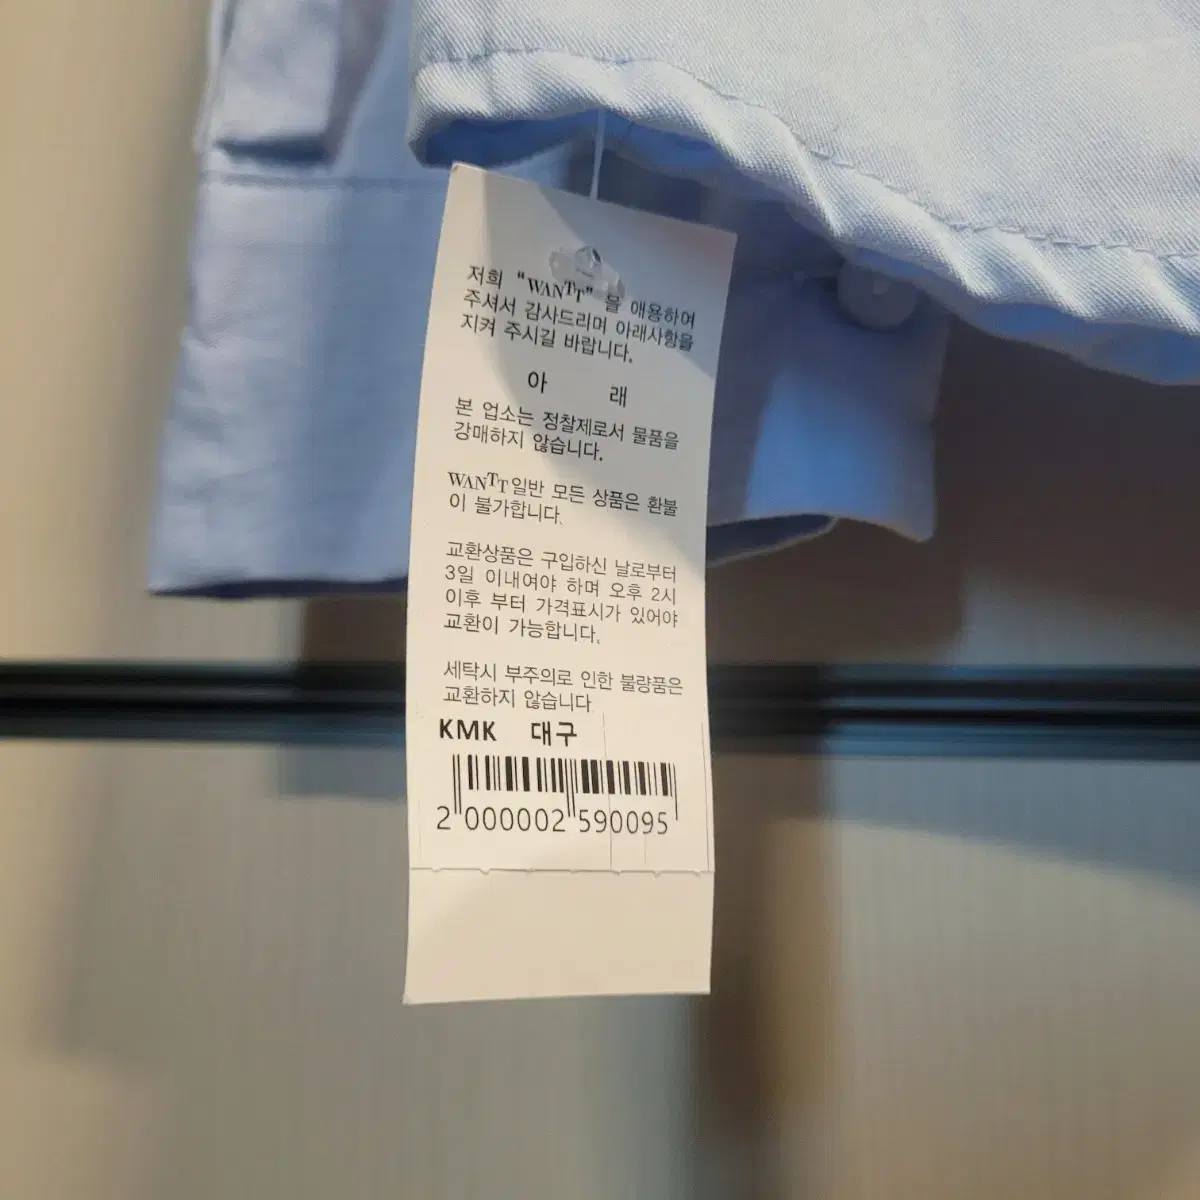 저희 "WANTT"을 애용하여
주셔서 감사드리며 아래사항을
지켜 주시길 바랍니다.
아 래
본 업소는 정찰제로서 물품을
강매하지 않습니다.
WANTT일반 모든 상품은 환불
이 불가합니다.
교환상품은 구입하신 날로부터
3일 이내여야 하며 오후 2시
이후 부터 가격표시가 있어야
교환이 가능합니다.
세탁시 부주의로 인한 불량품은
교환하지 않습니다.
KMK 대구
2 000002 590095